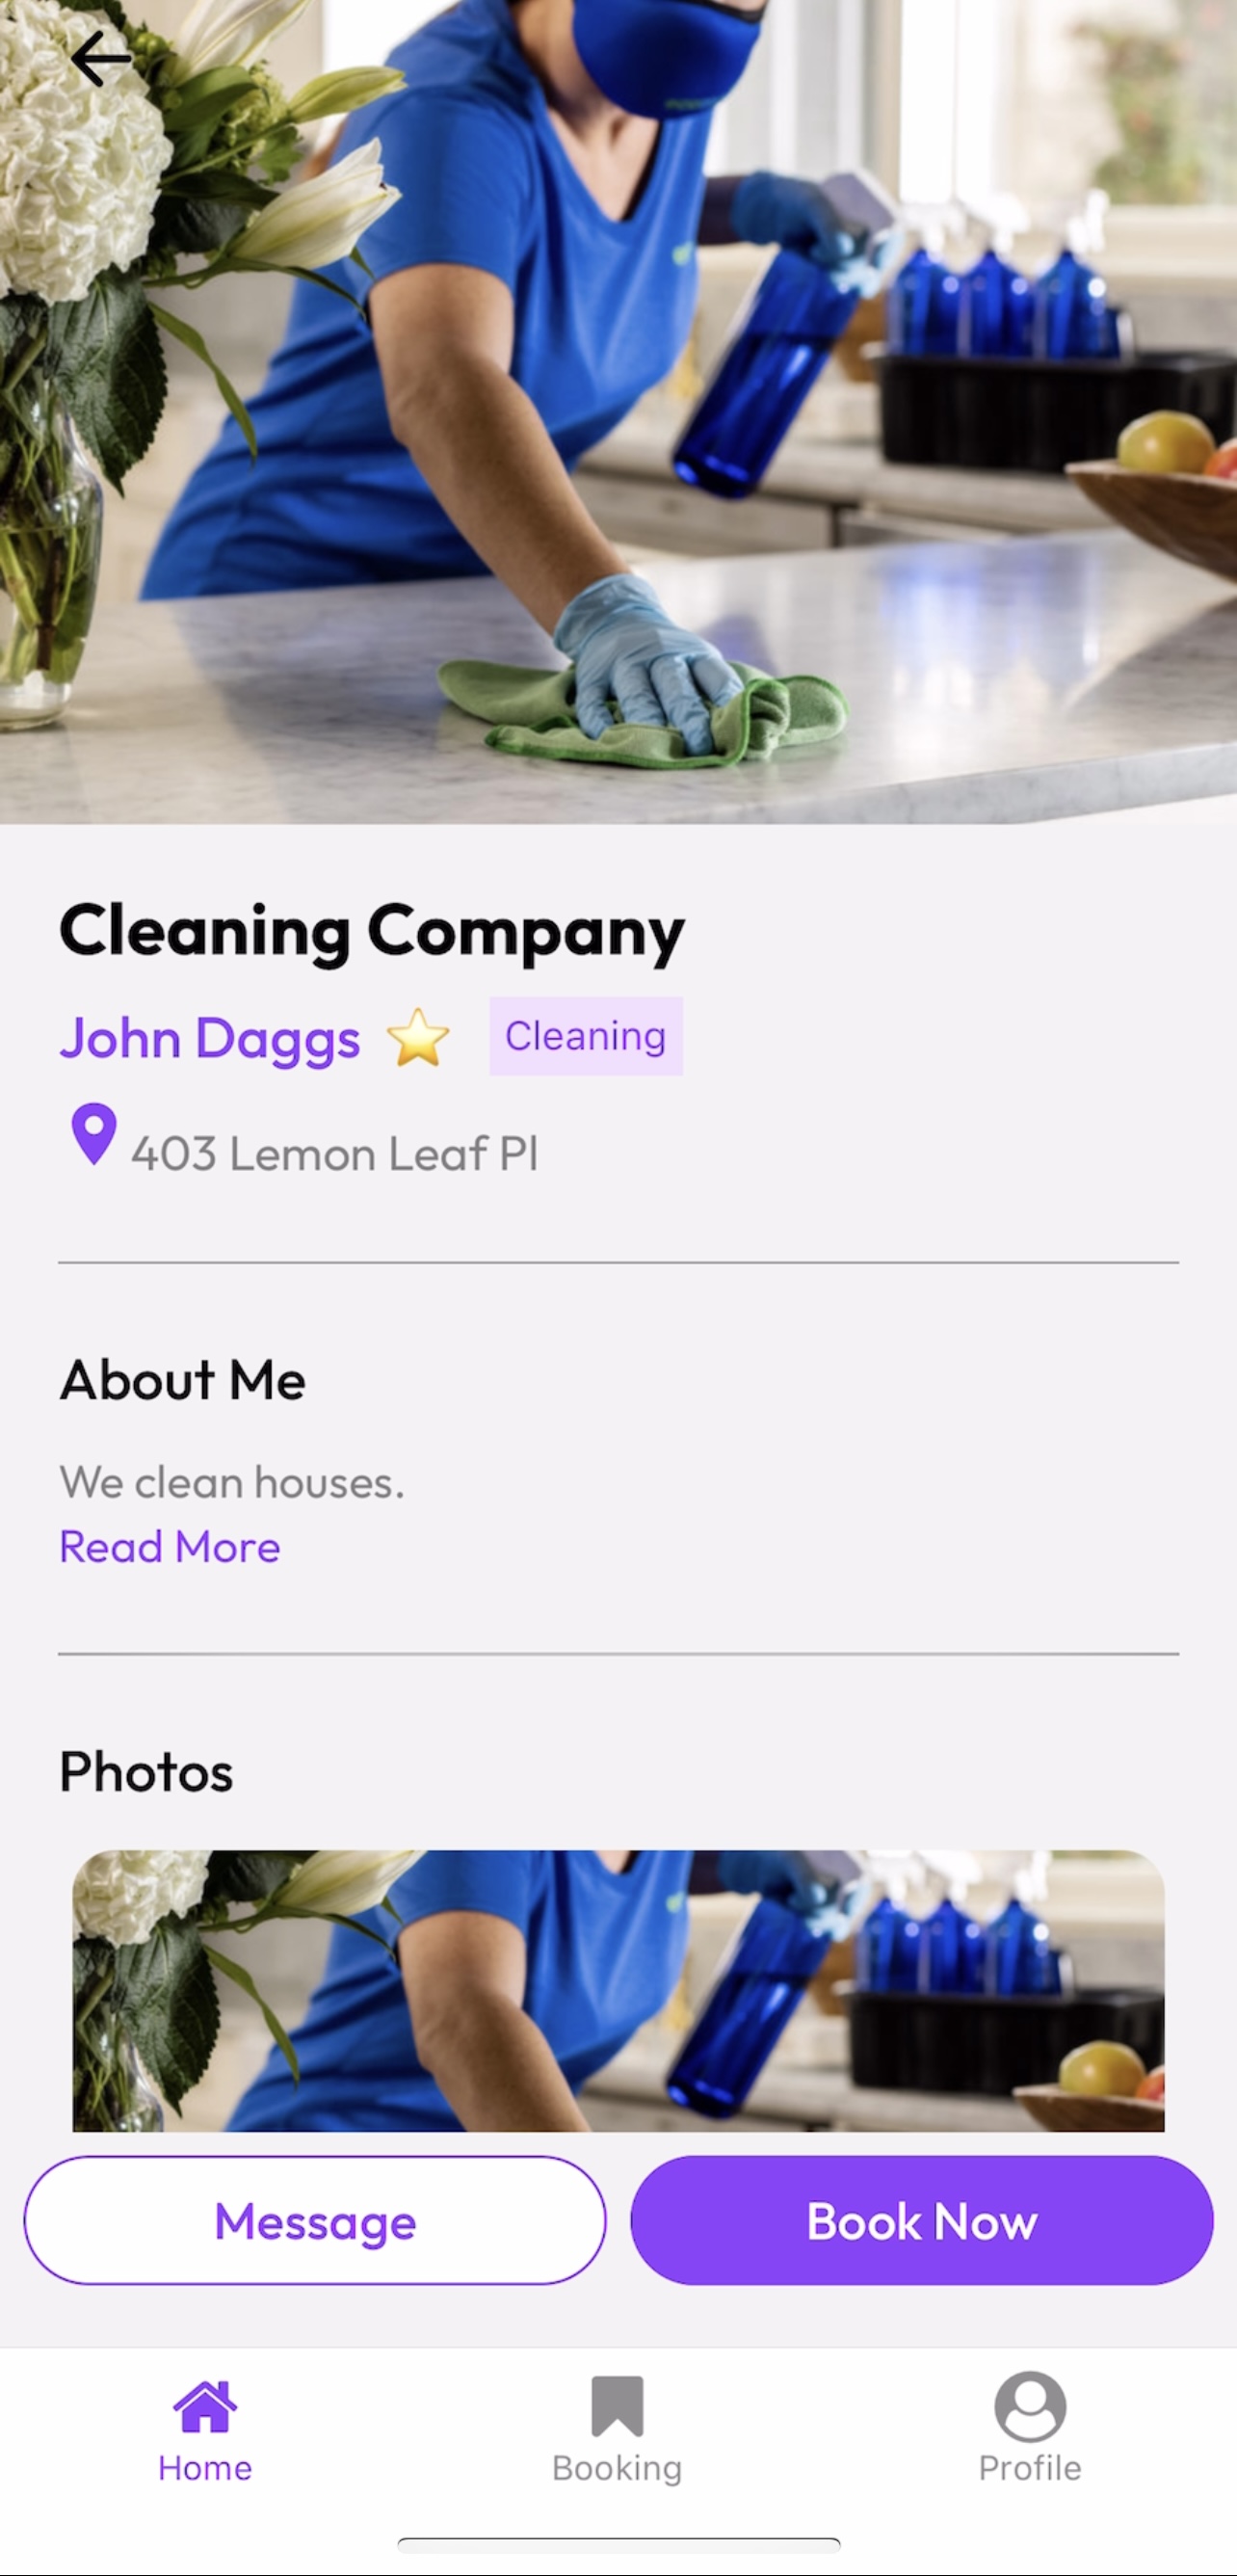 Cleaning Company
John Daggs ⭐ Cleaning
403 Lemon Leaf Pl
About Me
We clean houses.
Read More
Photos
Message Book Now
Home Booking Profile